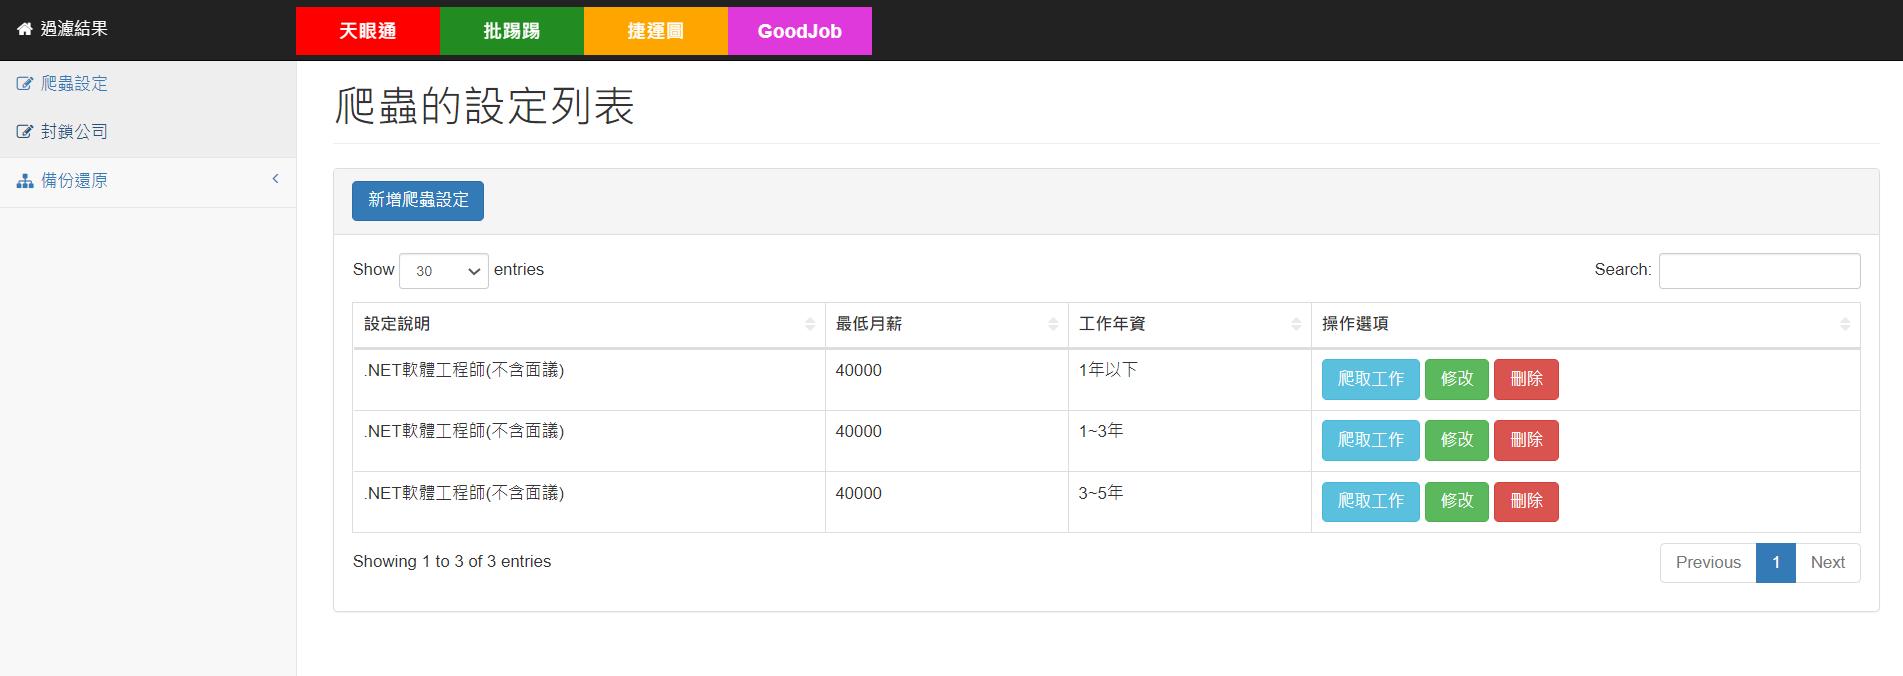 過濾結果
天眼通 批踢踢 捷運圖 GoodJob
爬蟲設定
封鎖公司
備份還原
爬蟲的設定列表
新增爬蟲設定
Show 30 entries
Search:
設定說明 最低月薪 工作年資 操作選項
.NET軟體工程師(不含面議) 40000 1年以下 爬取工作 修改 刪除
.NET軟體工程師(不含面議) 40000 1~3年 爬取工作 修改 刪除
.NET軟體工程師(不含面議) 40000 3~5年 爬取工作 修改 刪除
Showing 1 to 3 of 3 entries
Previous 1 Next